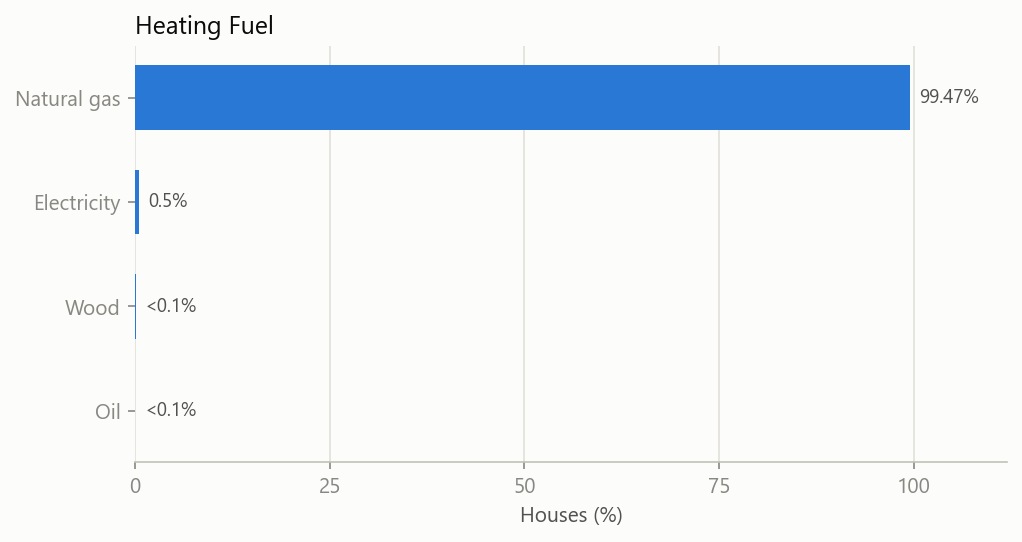 Heating Fuel
Natural gas 99.47%
Electricity 0.5%
Wood <0.1%
Oil <0.1%
0 25 50 75 100
Houses (%)